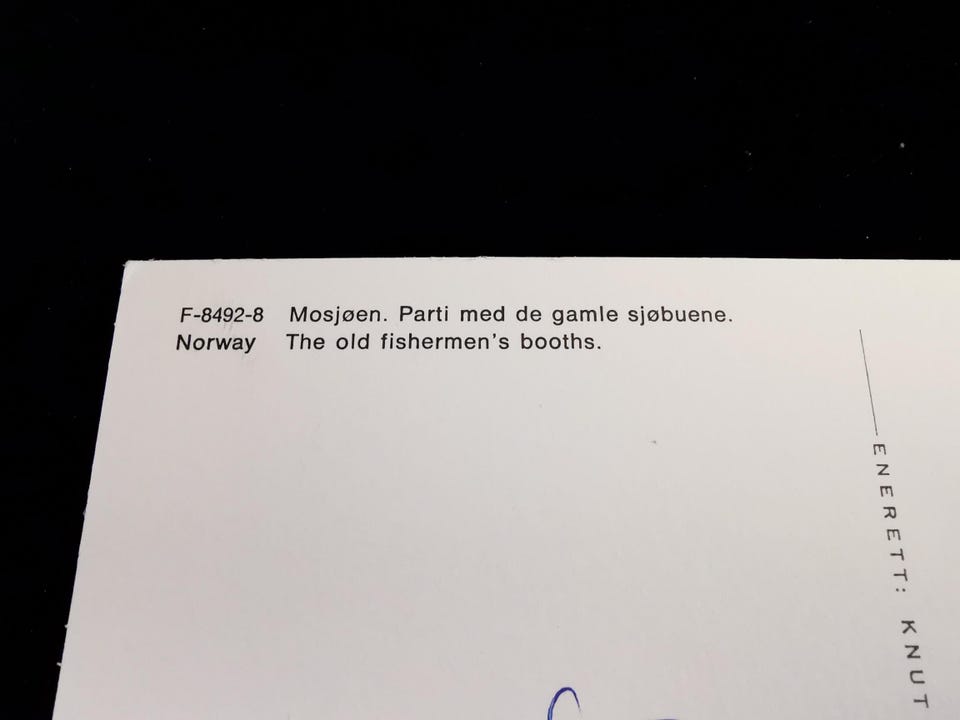 F-8492-8 Mosjøen. Parti med de gamle sjøbuene.
Norway The old fishermen's booths.
ENERETT: KNUT